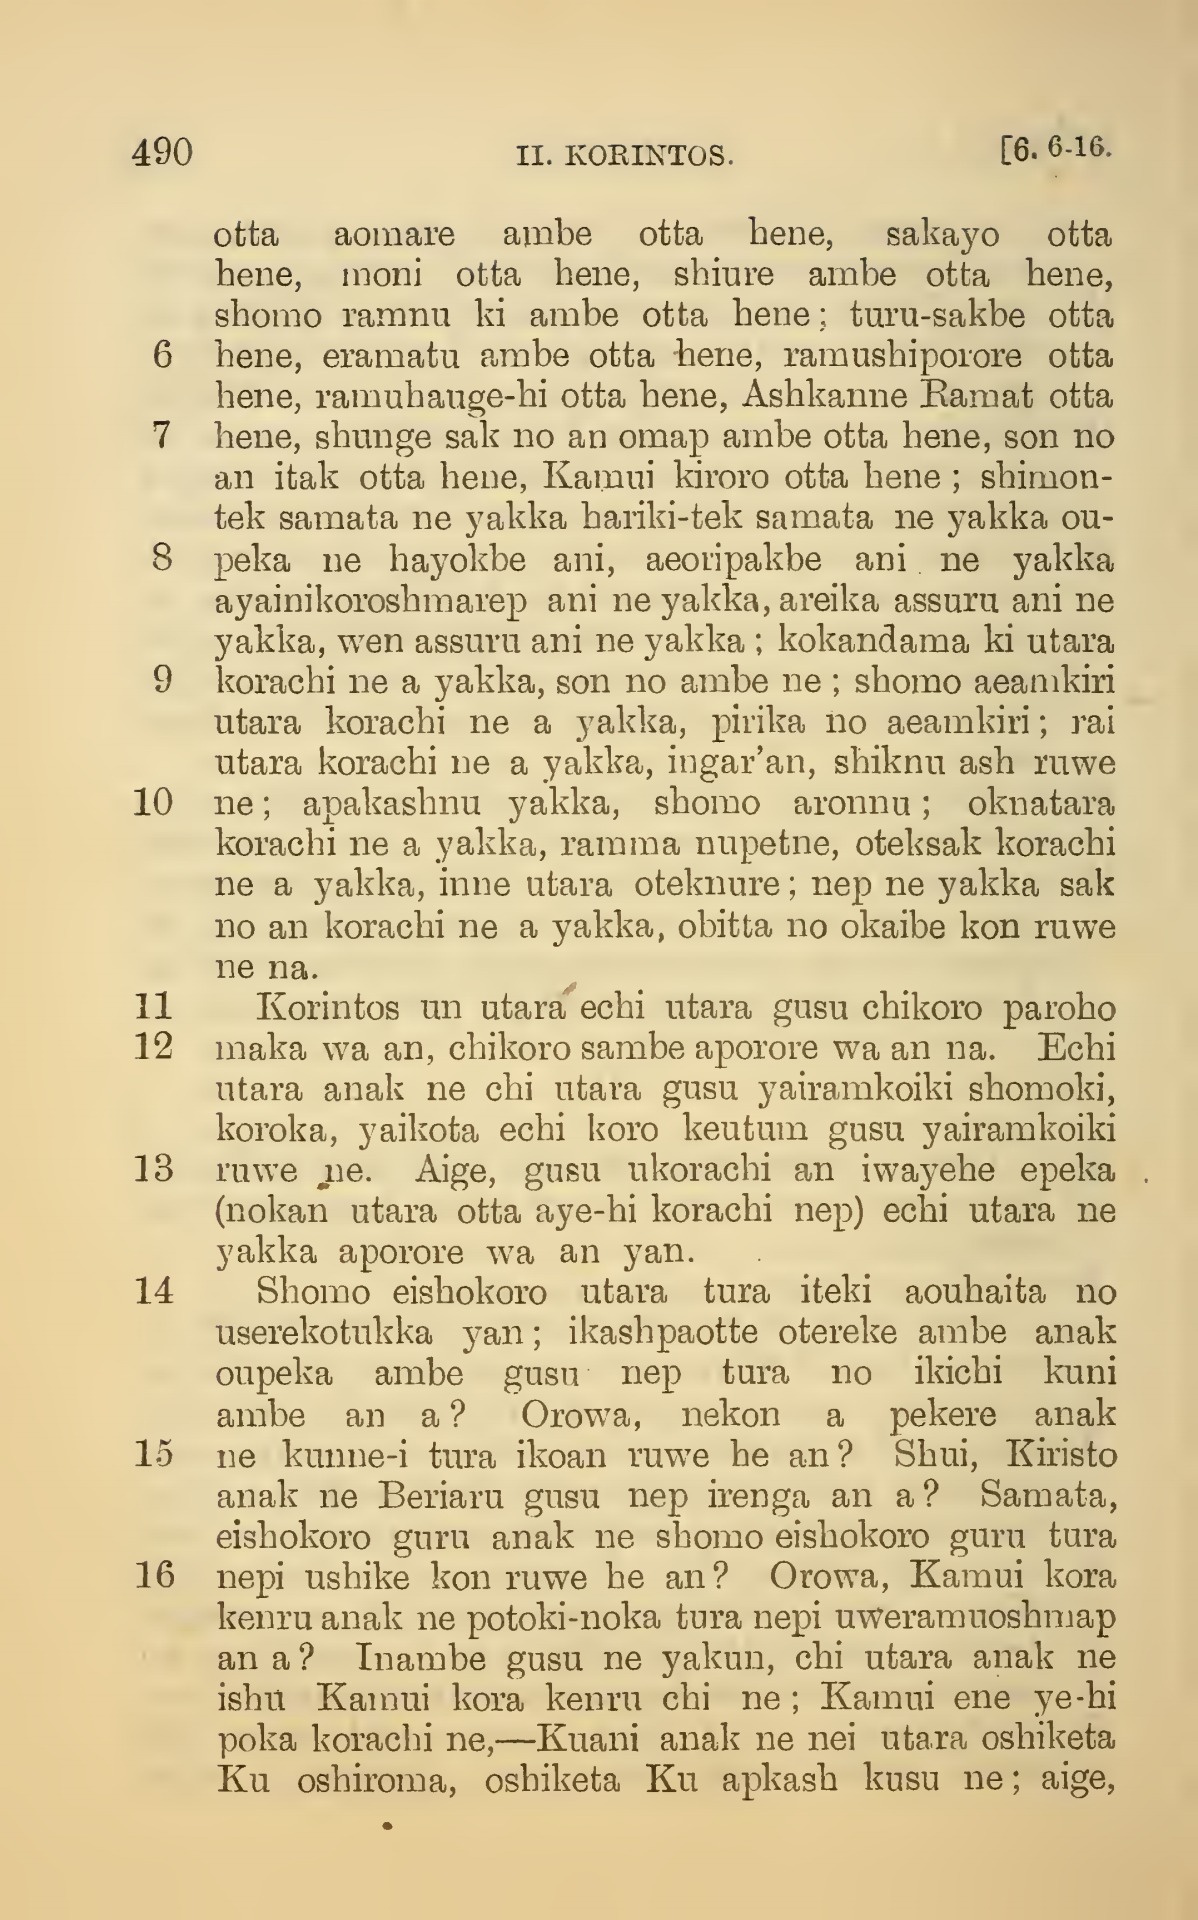 490 II. KORINTOS. [6. 6-16.
otta aomare ambe otta hene, sakayo otta
hene, moni otta hene, shiure ambe otta hene,
shomo ramnu ki ambe otta hene; turu-sakbe otta
6 hene, eramatu ambe otta hene, ramushiporore otta
hene, ramuhauge-hi otta hene, Ashkanne Ramat otta
7 hene, shunge sak no an omap ambe otta hene, son no
an itak otta hene, Kamui kiroro otta hene; shimon-
tek samata ne yakka hariki-tek samata ne yakka ou-
8 peka ne hayokbe ani, aeoripakbe ani ne yakka
ayainikoroshmarep ani ne yakka, areika assuru ani ne
yakka, wen assuru ani ne yakka; kokandama ki utara
9 korachi ne a yakka, son no ambe ne; shomo aeamkiri
utara korachi ne a yakka, pirika no aeamkiri; rai
utara korachi ne a yakka, ingar'an, shiknu ash ruwe
10 ne; apakashnu yakka, shomo aronnu; oknatara
korachi ne a yakka, ramma nupetne, oteksak korachi
ne a yakka, inne utara oteknure; nep ne yakka sak
no an korachi ne a yakka, obitta no okaibe kon ruwe
ne na.
11 Korintos un utara echi utara gusu chikoro paroho
12 maka wa an, chikoro sambe aporore wa an na. Echi
utara anak ne chi utara gusu yairamkoiki shomoki,
koroka, yaikota echi koro keutum gusu yairamkoiki
13 ruwe ne. Aige, gusu ukorachi an iwayehe epeka
(nokan utara otta aye-hi korachi nep) echi utara ne
yakka aporore wa an yan.
14 Shomo eishokoro utara tura iteki aouhaita no
userekotukka yan; ikashpaotte otereke ambe anak
oupeka ambe gusu nep tura no ikichi kuni
ambe an a? Orowa, nekon a pekere anak
15 ne kunne-i tura ikoan ruwe he an? Shui, Kiristo
anak ne Beriaru gusu nep irenga an a? Samata,
eishokoro guru anak ne shomo eishokoro guru tura
16 nepi ushike kon ruwe he an? Orowa, Kamui kora
kenru anak ne potoki-noka tura nepi uweramuoshmap
an a? Inambe gusu ne yakun, chi utara anak ne
ishu Kamui kora kenru chi ne; Kamui ene ye-hi
poka korachi ne,—Kuani anak ne nei utara oshiketa
Ku oshiroma, oshiketa Ku apkash kusu ne; aige,